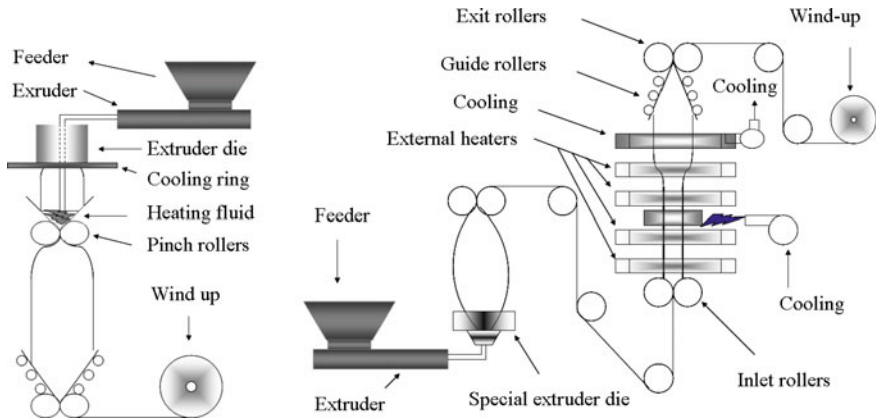 Feeder
Exruder
Extruder die
Cooling ring
Heating fluid
Pinch rollers
Wind up
Exit rollers
Wind-up
Guide rollers
Cooling
Cooling
External heaters
Feeder
Cooling
Inlet rollers
Special extruder die
Extruder